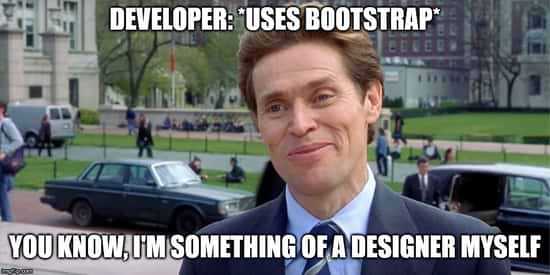 DEVELOPER: *USES BOOTSTRAP*
YOU KNOW, I'M SOMETHING OF A DESIGNER MYSELF
imgflip.com